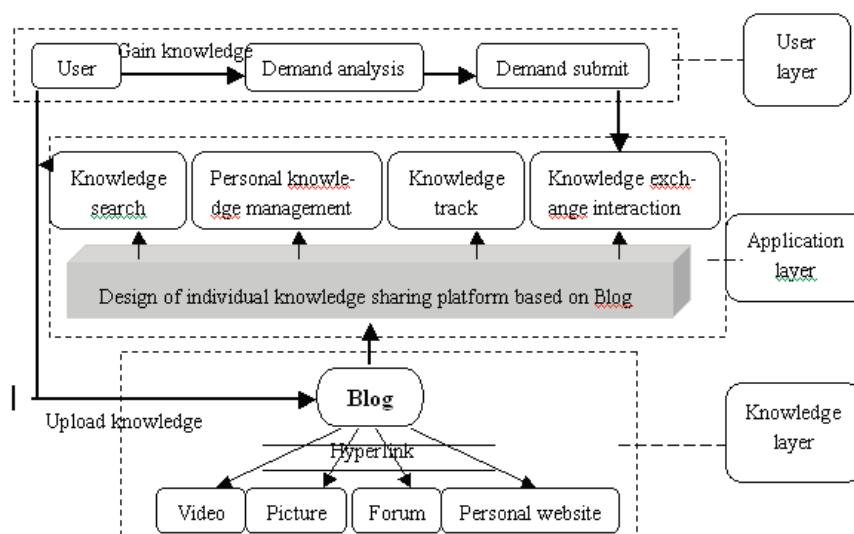 Gain knowledge
User
Demand analysis
Demand submit
User
layer
Knowledge
search
Personal knowle-
dge management
Knowledge
track
Knowledge exch-
ange interaction
Application
layer
Design of individual knowledge sharing platform based on Blog
Blog
Upload knowledge
Knowledge
layer
Hyperlink
Video
Picture
Forum
Personal website